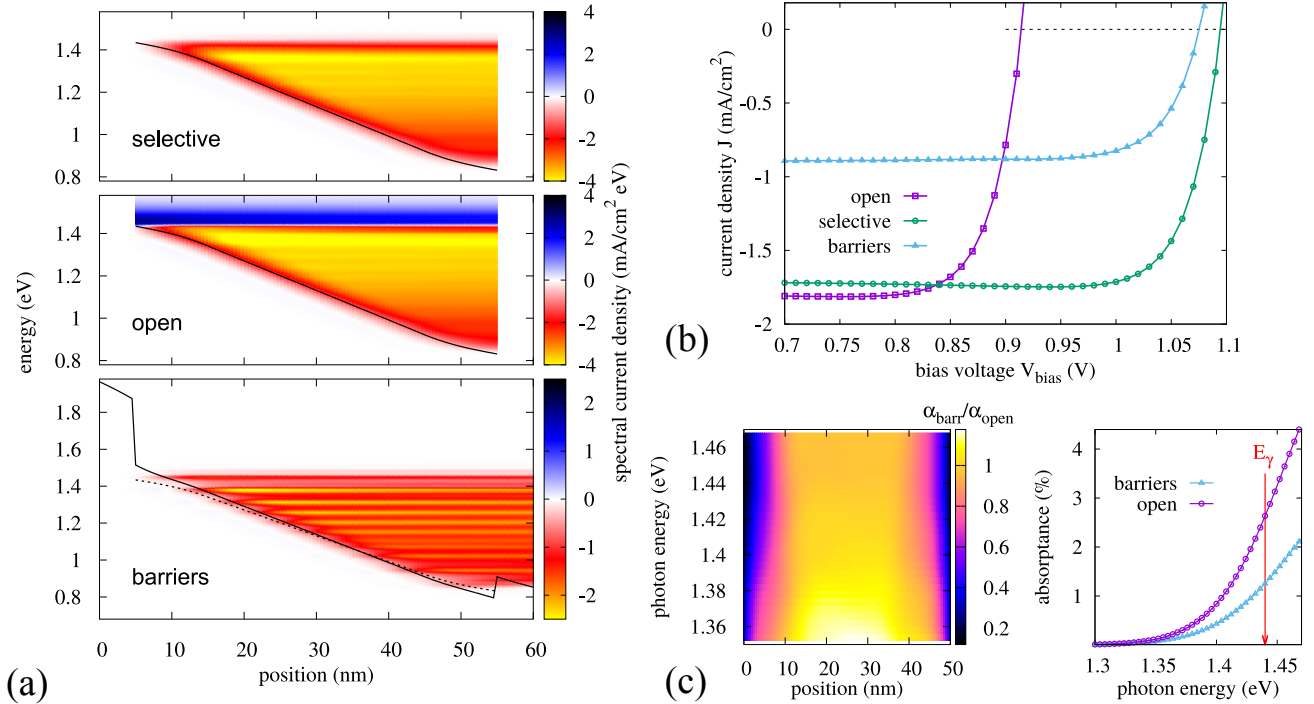 4
1.4
2
1.2
0
1
selective
-2
0.8
-4
4
1.4
2
1.2
0
1
open
-2
0.8
-4
energy (eV)
spectral current density (mA/cm² eV)
1.8
2
1.6
1
1.4
0
1.2
-1
1
barriers
-2
0.8
0 10 20 30 40 50 60
position (nm)
(a)
0
-0.5
-1
-1.5
-2
current density J (mA/cm²)
open
selective
barriers
0.7 0.75 0.8 0.85 0.9 0.95 1 1.05 1.1
bias voltage V_bias (V)
(b)
α_barr/α_open
1.46
1.44
1.42
1.4
1.38
1.36
photon energy (eV)
1
0.8
0.6
0.4
0.2
0 10 20 30 40 50
position (nm)
(c)
4
3
2
1
absorptance (%)
E_γ
barriers
open
1.3 1.35 1.4 1.45
photon energy (eV)